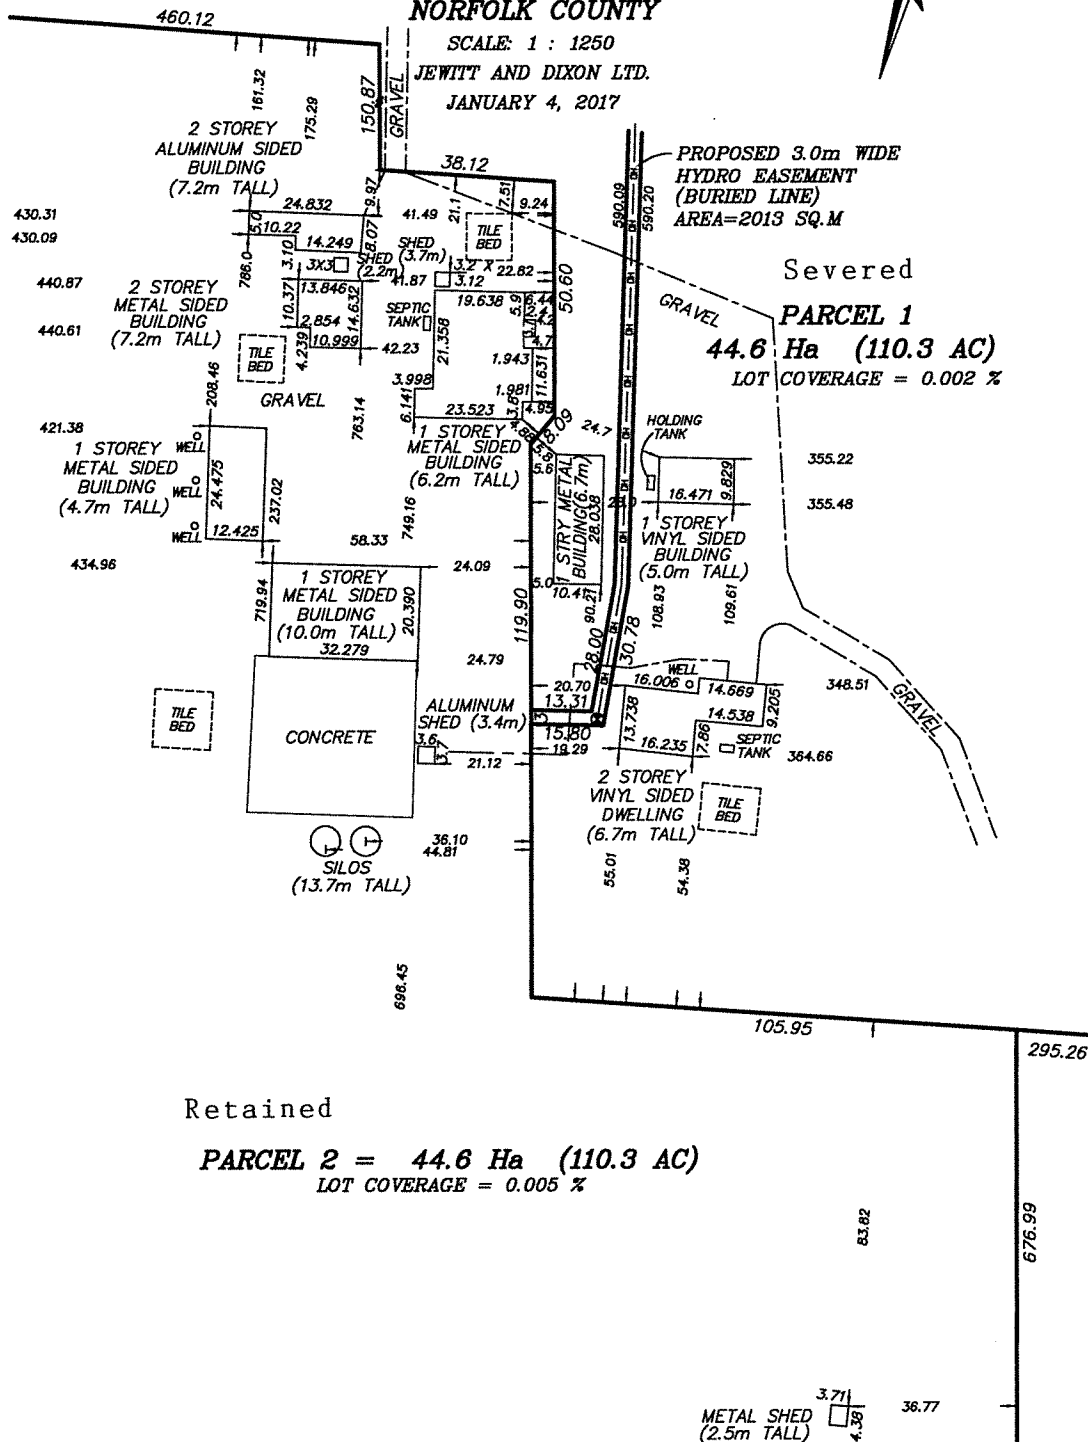 NORFOLK COUNTY
SCALE: 1 : 1250
JEWITT AND DIXON LTD.
JANUARY 4, 2017
460.12
161.32
175.29
150.87
GRAVEL
2 STOREY
ALUMINUM SIDED
BUILDING
(7.2m TALL)
38.12
PROPOSED 3.0m WIDE
HYDRO EASEMENT
(BURIED LINE)
AREA=2013 SQ.M
590.09
590.20
430.31
430.09
24.832
9.97
41.49
21.1
7.51
9.24
5.0
10.22
3.10
14.249
8.07
SHED
(3.7m)
TILE
BED
3X3
SHED
(2.2m)
786.0
440.87
2 STOREY
METAL SIDED
BUILDING
(7.2m TALL)
440.61
10.37
13.846
14.632
41.87
3.2 X
3.12
22.82
19.638
5.9
6.44
50.60
2.854
4.239
10.999
42.23
SEPTIC
TANK
21.358
4.2
4.7
1.943
11.631
TILE
BED
3.998
6.141
1.981
4.95
GRAVEL
Severed
PARCEL 1
44.6 Ha (110.3 AC)
LOT COVERAGE = 0.002 %
208.46
GRAVEL
763.14
23.523
4.86
8.09
24.7
HOLDING
TANK
421.38
1 STOREY
METAL SIDED
BUILDING
(4.7m TALL)
WELL
WELL
WELL
24.475
12.425
237.02
1 STOREY
METAL SIDED
BUILDING
(6.2m TALL)
749.16
5.8
5.6
1 STRY METAL
BUILDING(6.7m)
28.038
355.22
16.471
9.829
355.48
1 STOREY
VINYL SIDED
BUILDING
(5.0m TALL)
434.96
58.33
24.09
719.94
1 STOREY
METAL SIDED
BUILDING
(10.0m TALL)
20.390
32.279
119.90
5.0
10.41
90.21
28.00
30.78
108.93
109.61
24.79
20.70
13.31
WELL
16.006
14.669
348.51
GRAVEL
TILE
BED
CONCRETE
ALUMINUM
SHED (3.4m)
3.6
3.7
21.12
3
15.80
19.29
13.738
16.235
7.86
14.538
9.205
SEPTIC
TANK
364.66
2 STOREY
VINYL SIDED
DWELLING
(6.7m TALL)
TILE
BED
36.10
44.81
SILOS
(13.7m TALL)
55.01
54.38
698.45
105.95
295.26
Retained
PARCEL 2 = 44.6 Ha (110.3 AC)
LOT COVERAGE = 0.005 %
83.82
676.99
3.71
4.38
36.77
METAL SHED
(2.5m TALL)